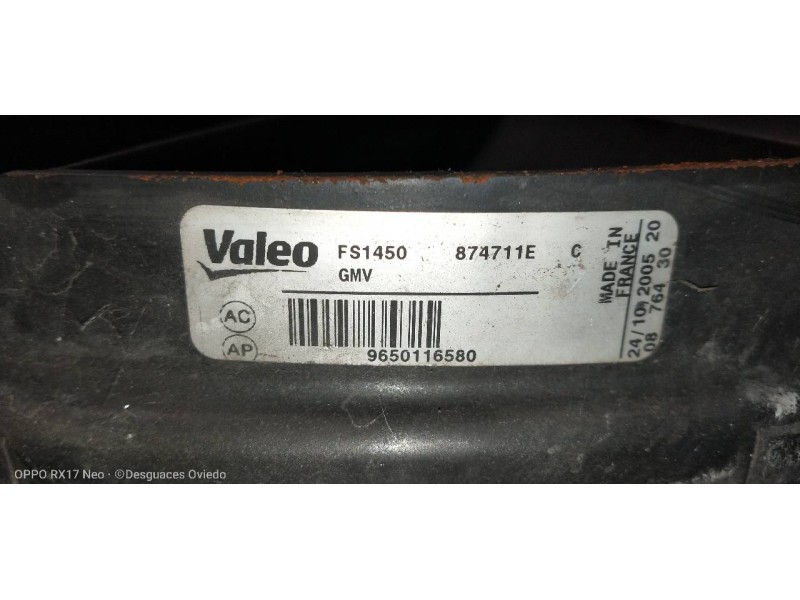 Valeo FS1450 874711E C
GMV
AC
AP
9650116580
MADE IN
FRANCE
24/10/2005 20
08 764 30
OPPO RX17 Neo · ©Desguaces Oviedo